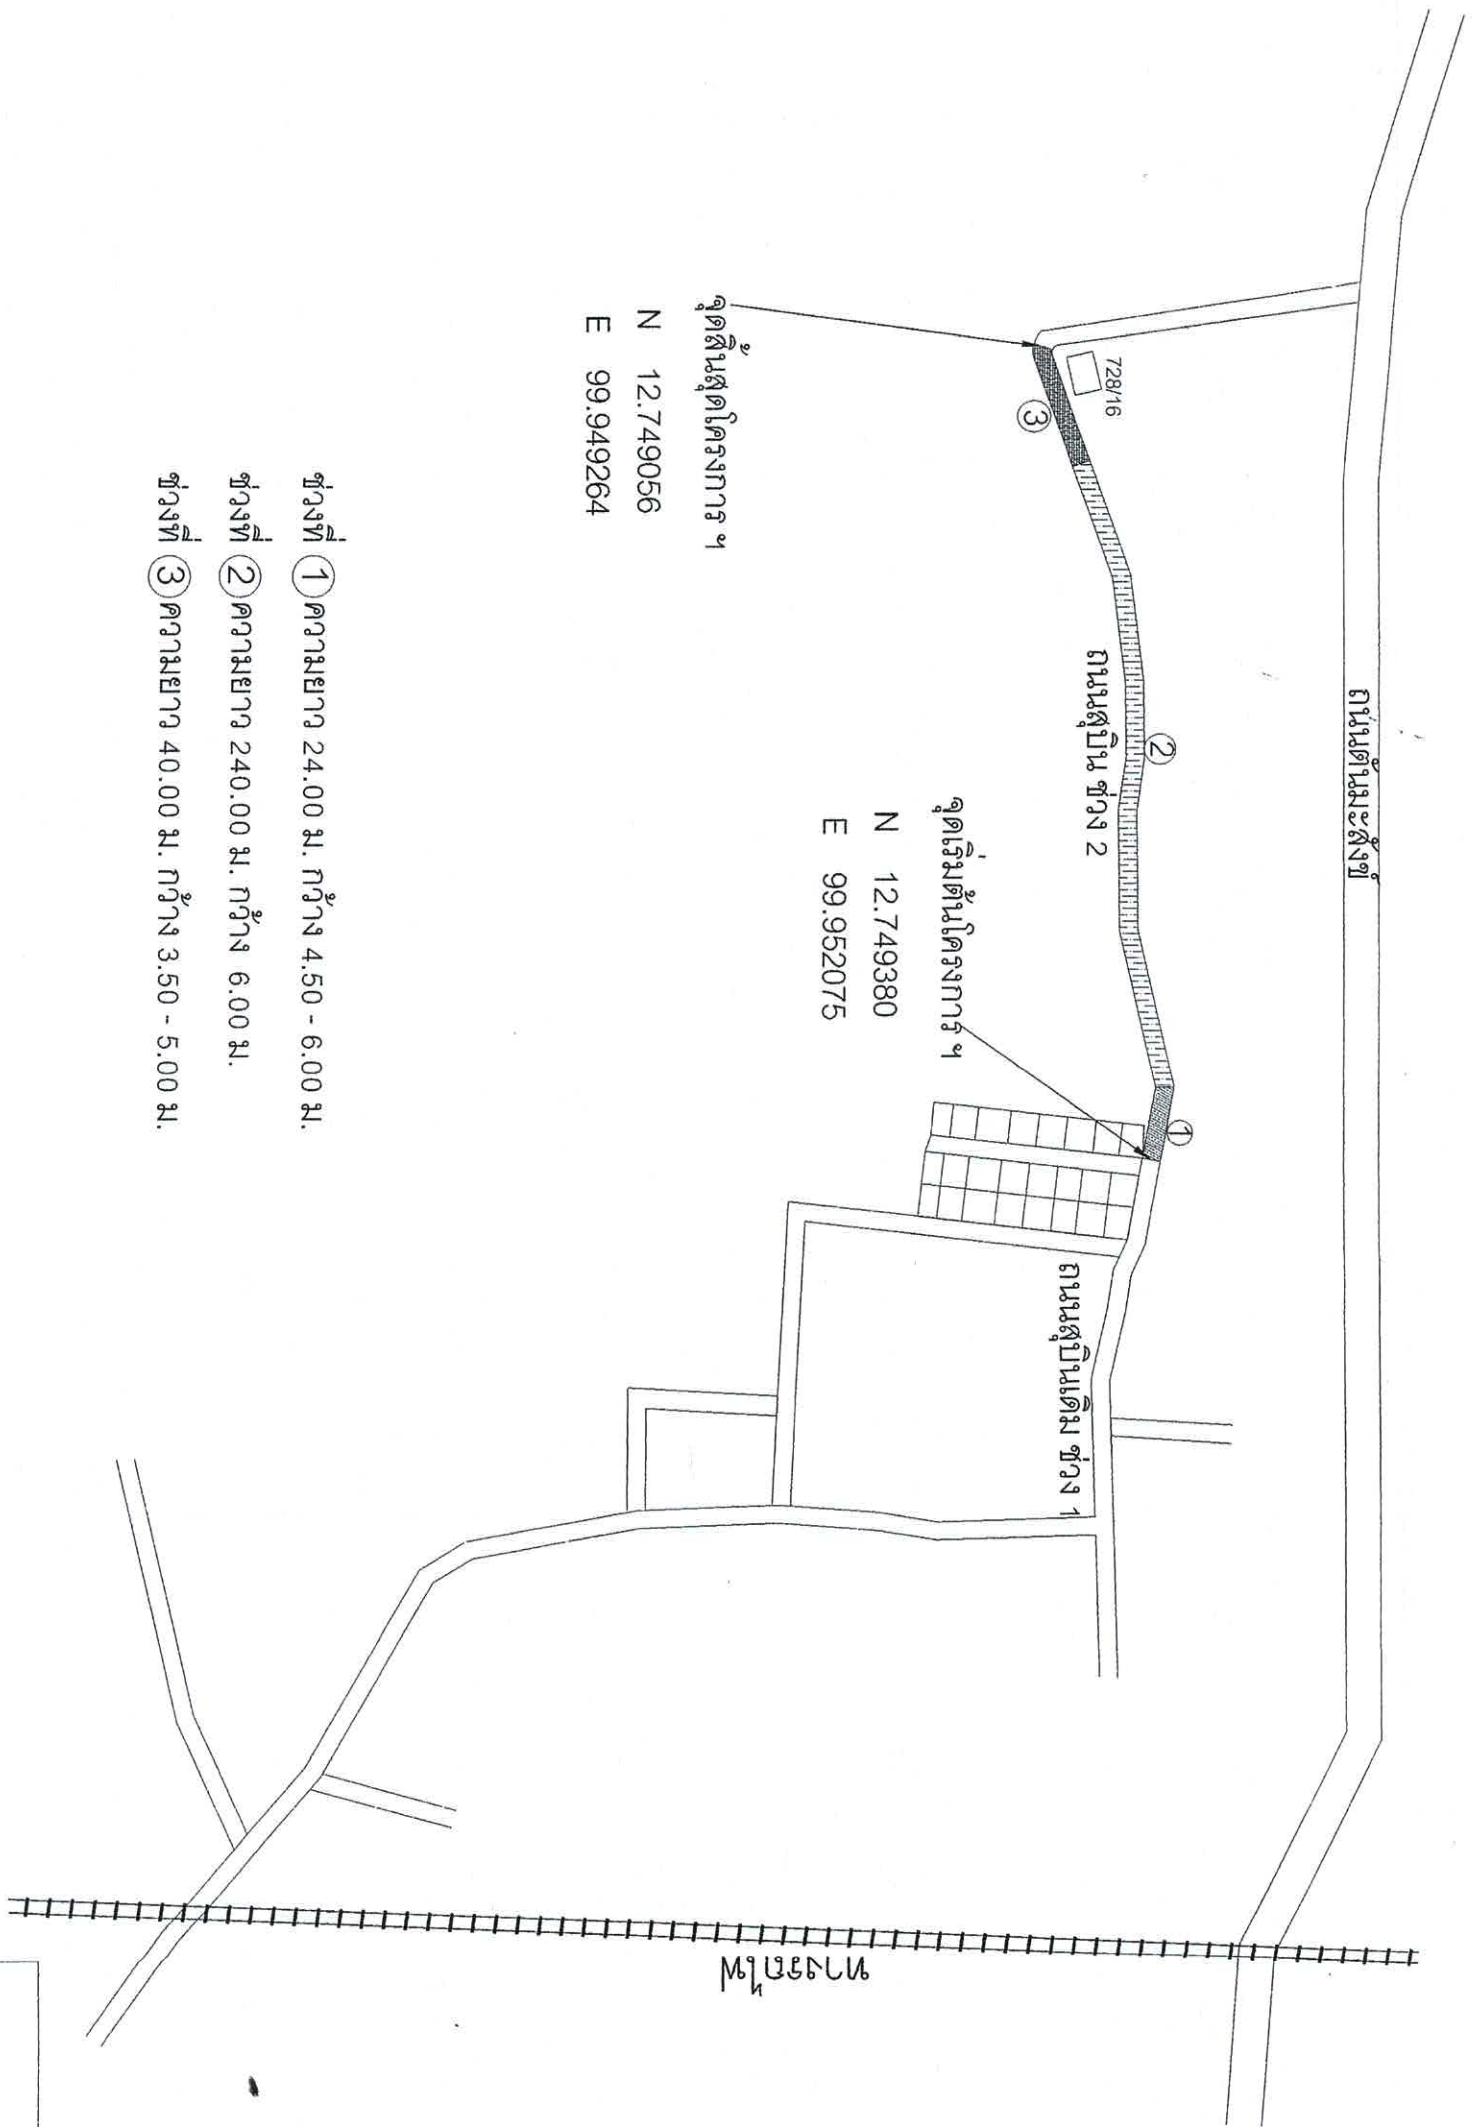 ถนนต้นมะสังข์
728/16
③
②
①
ถนนสุบิน ช่วง 2
ถนนสุบินเดิม ช่วง 1
จุดเริ่มต้นโครงการ ฯ
N 12.749380
E 99.952075
จุดสิ้นสุดโครงการ ฯ
N 12.749056
E 99.949264
ทางรถไฟ
ช่วงที่ ① ความยาว 24.00 ม. กว้าง 4.50 - 6.00 ม.
ช่วงที่ ② ความยาว 240.00 ม. กว้าง 6.00 ม.
ช่วงที่ ③ ความยาว 40.00 ม. กว้าง 3.50 - 5.00 ม.